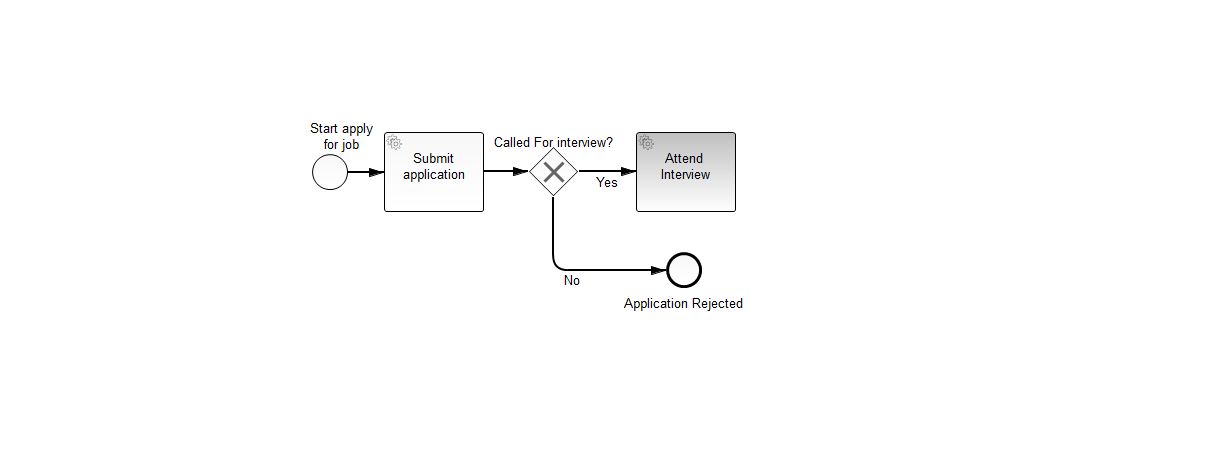 Start apply
for job
Submit
application
Called For interview?
Yes
Attend
Interview
No
Application Rejected